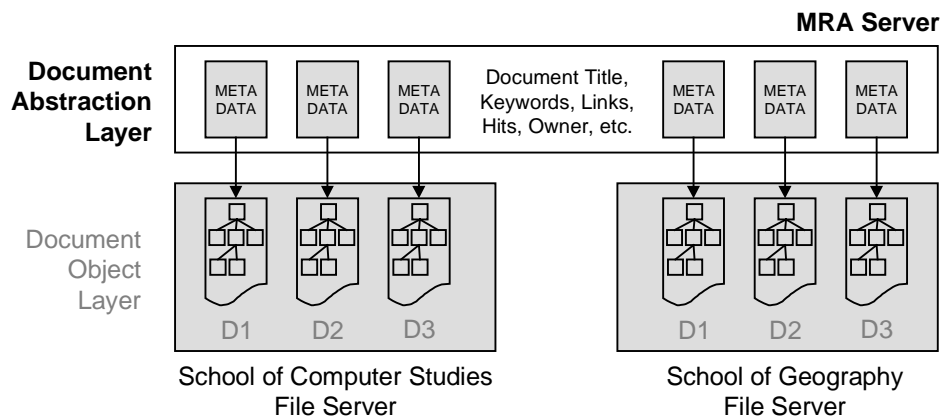 MRA Server
Document
Abstraction
Layer
META
DATA
META
DATA
META
DATA
Document Title,
Keywords, Links,
Hits, Owner, etc.
META
DATA
META
DATA
META
DATA
Document
Object
Layer
D1
D2
D3
D1
D2
D3
School of Computer Studies
File Server
School of Geography
File Server